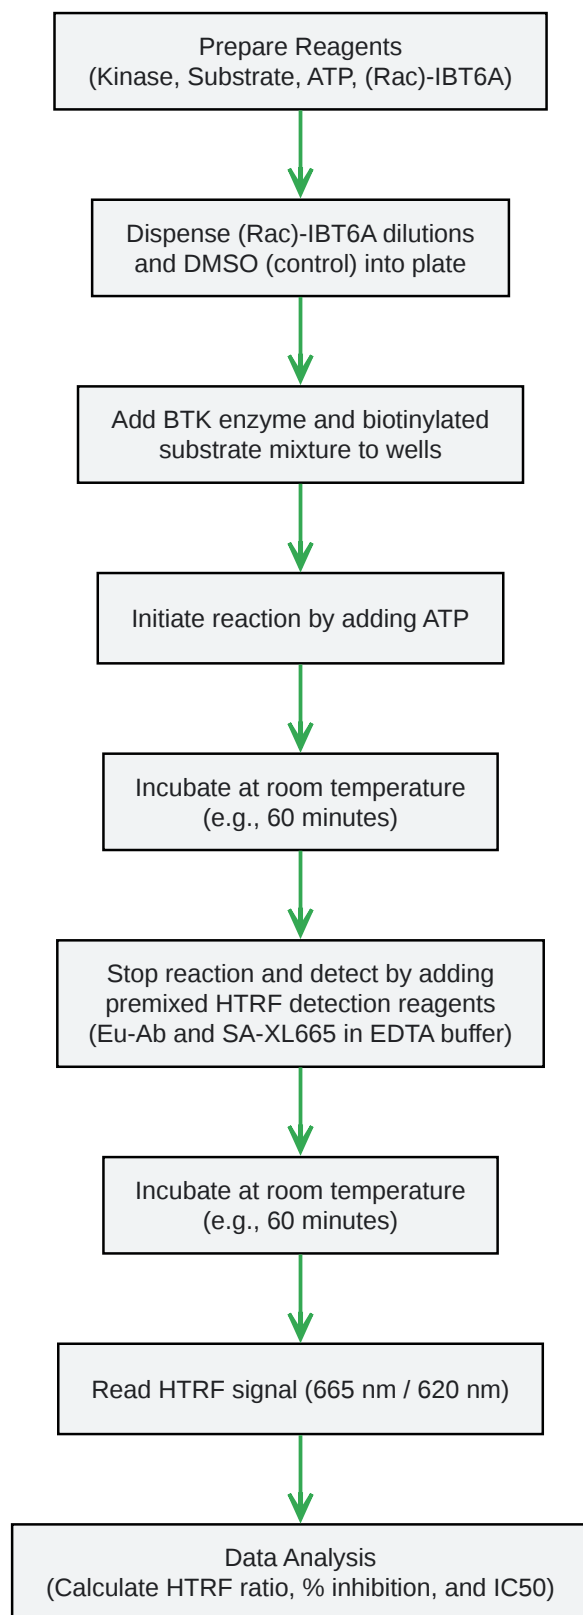 Prepare Reagents
(Kinase, Substrate, ATP, (Rac)-IBT6A)
Dispense (Rac)-IBT6A dilutions
and DMSO (control) into plate
Add BTK enzyme and biotinylated
substrate mixture to wells
Initiate reaction by adding ATP
Incubate at room temperature
(e.g., 60 minutes)
Stop reaction and detect by adding
premixed HTRF detection reagents
(Eu-Ab and SA-XL665 in EDTA buffer)
Incubate at room temperature
(e.g., 60 minutes)
Read HTRF signal (665 nm / 620 nm)
Data Analysis
(Calculate HTRF ratio, % inhibition, and IC50)